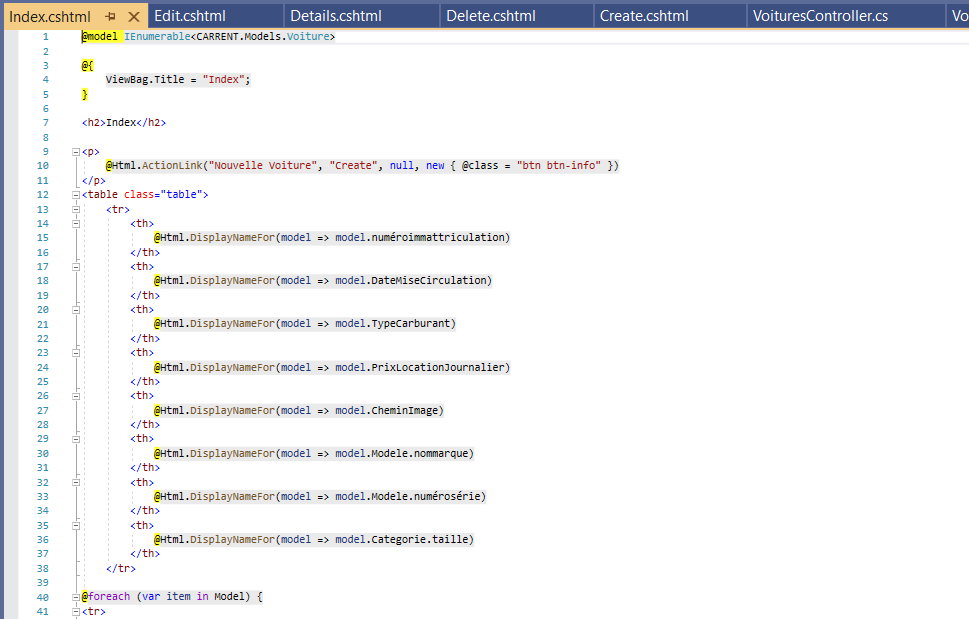 Index.cshtml Edit.cshtml Details.cshtml Delete.cshtml Create.cshtml VoituresController.cs Vo
1 @model IEnumerable<CARRENT.Models.Voiture>
2
3 @{
4 ViewBag.Title = "Index";
5 }
6
7 <h2>Index</h2>
8
9 <p>
10 @Html.ActionLink("Nouvelle Voiture", "Create", null, new { @class = "btn btn-info" })
11 </p>
12 <table class="table">
13 <tr>
14 <th>
15 @Html.DisplayNameFor(model => model.numéroimmattriculation)
16 </th>
17 <th>
18 @Html.DisplayNameFor(model => model.DateMiseCirculation)
19 </th>
20 <th>
21 @Html.DisplayNameFor(model => model.TypeCarburant)
22 </th>
23 <th>
24 @Html.DisplayNameFor(model => model.PrixLocationJournalier)
25 </th>
26 <th>
27 @Html.DisplayNameFor(model => model.CheminImage)
28 </th>
29 <th>
30 @Html.DisplayNameFor(model => model.Modele.nommarque)
31 </th>
32 <th>
33 @Html.DisplayNameFor(model => model.Modele.numérosérie)
34 </th>
35 <th>
36 @Html.DisplayNameFor(model => model.Categorie.taille)
37 </th>
38 </tr>
39
40 @foreach (var item in Model) {
41 <tr>